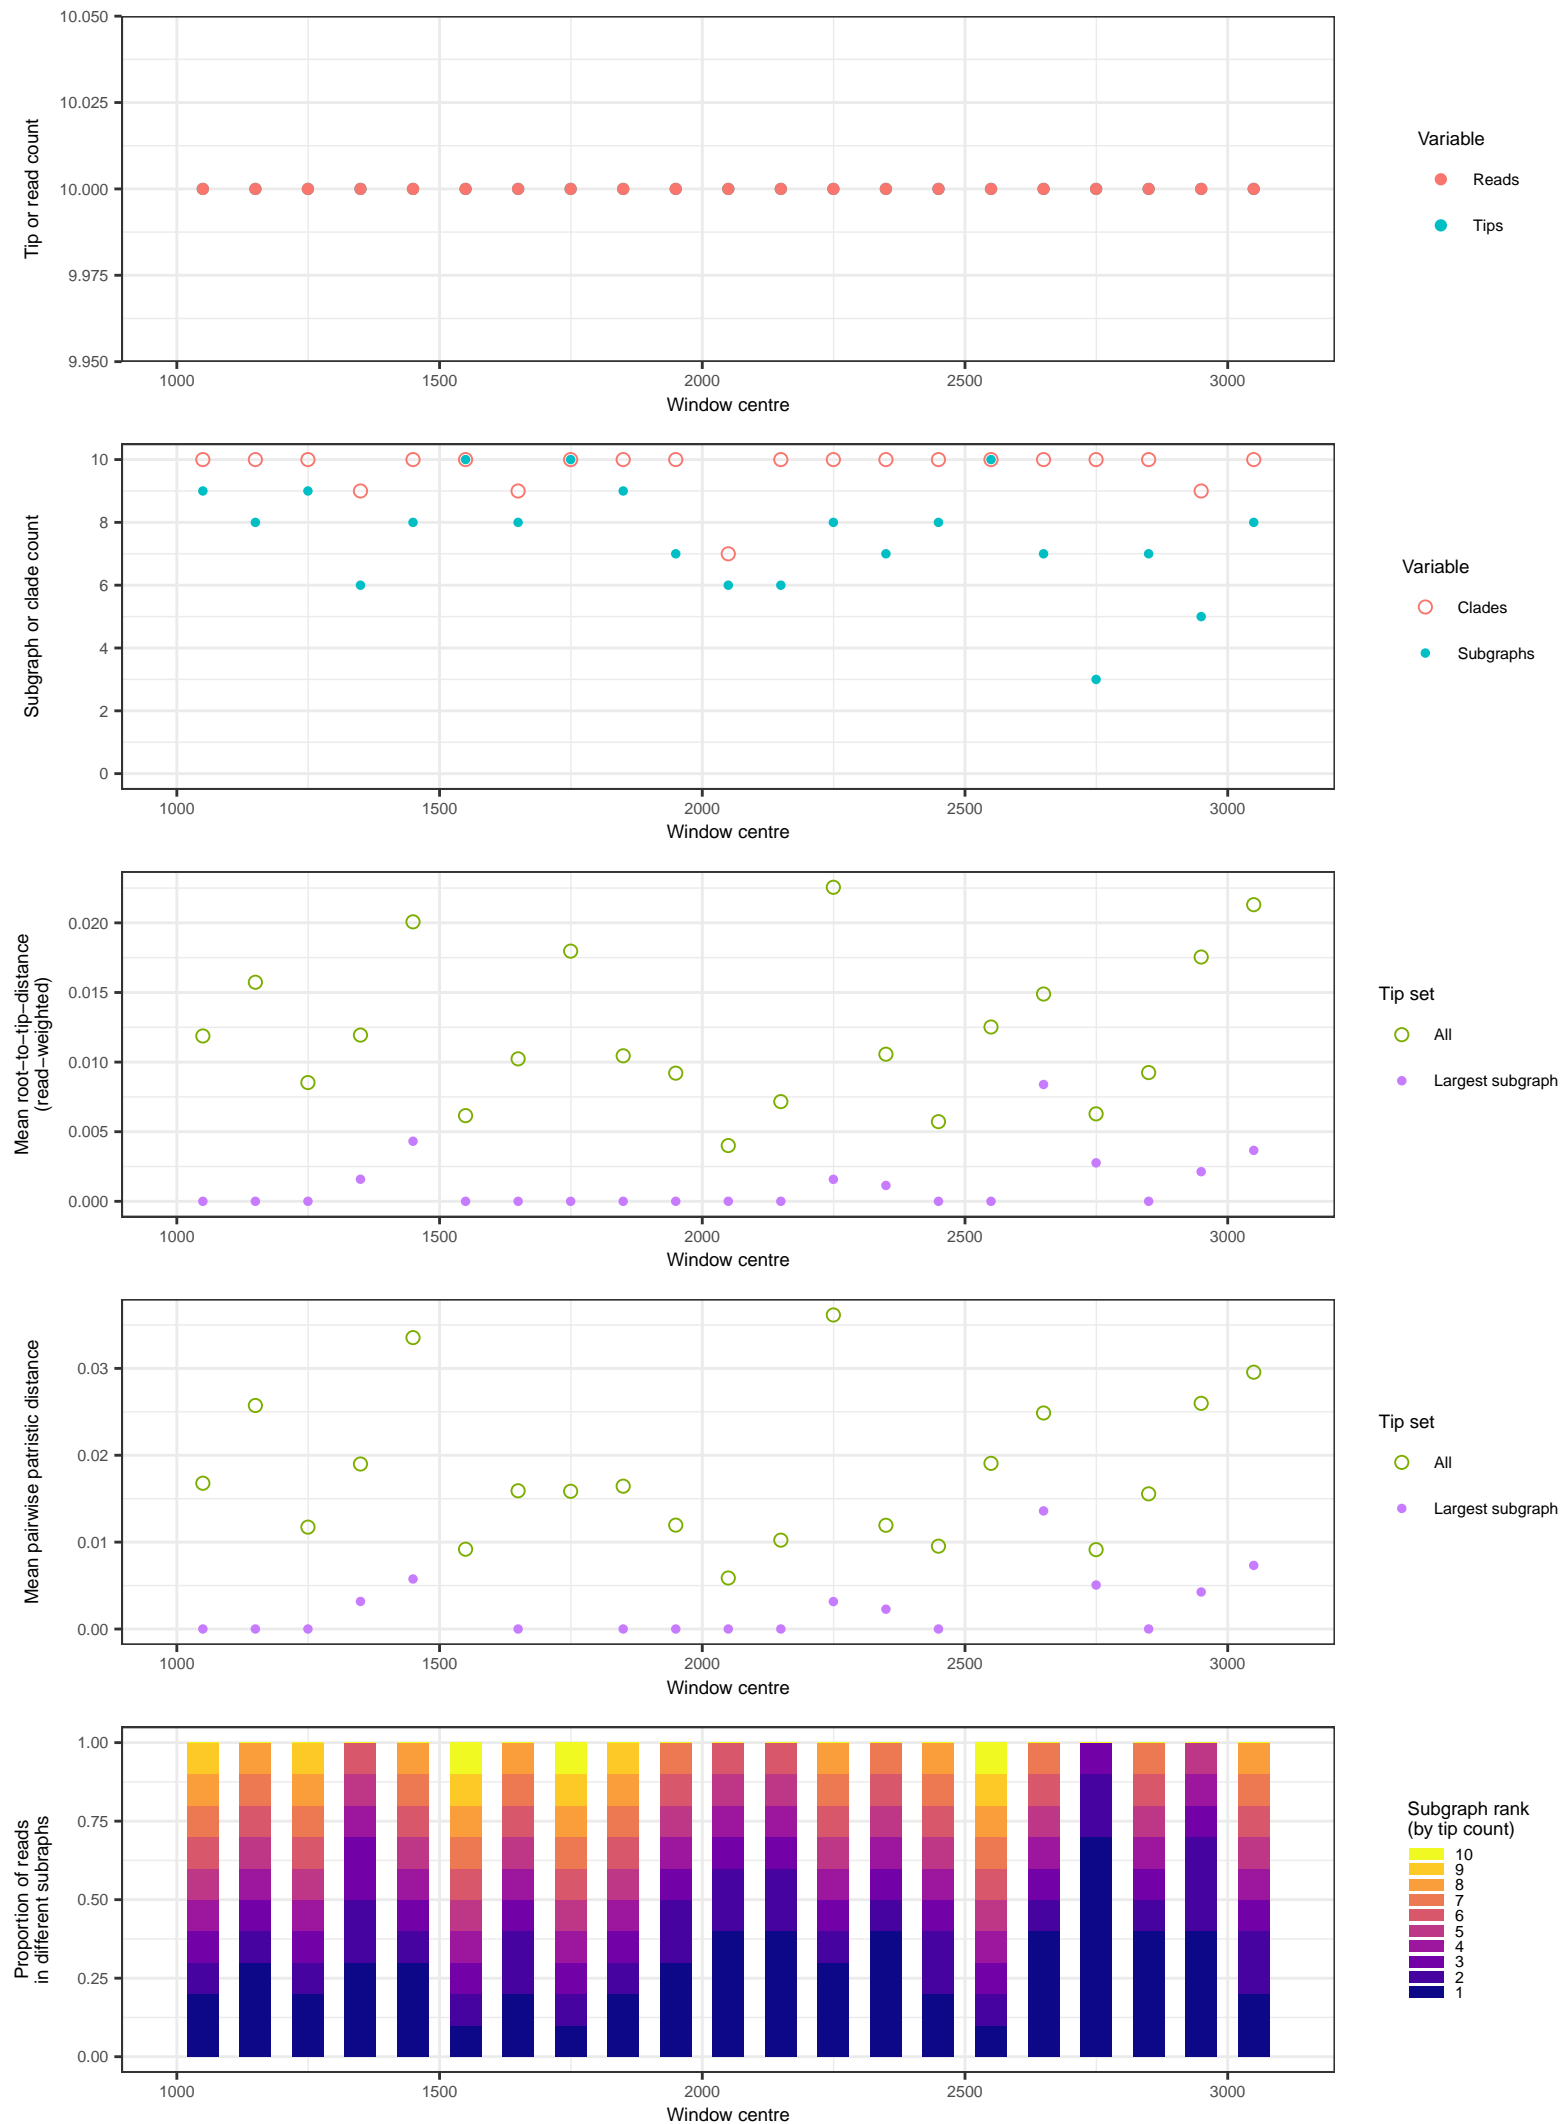 10.050
10.025
10.000
9.975
9.950
Tip or read count
1000 1500 2000 2500 3000
Window centre
Variable
Reads
Tips
10
8
6
4
2
0
Subgraph or clade count
1000 1500 2000 2500 3000
Window centre
Variable
Clades
Subgraphs
0.020
0.015
0.010
0.005
0.000
Mean root−to−tip−distance
(read−weighted)
1000 1500 2000 2500 3000
Window centre
Tip set
All
Largest subgraph
0.03
0.02
0.01
0.00
Mean pairwise patristic distance
1000 1500 2000 2500 3000
Window centre
Tip set
All
Largest subgraph
1.00
0.75
0.50
0.25
0.00
Proportion of reads
in different subraphs
1000 1500 2000 2500 3000
Window centre
Subgraph rank
(by tip count)
10
9
8
7
6
5
4
3
2
1